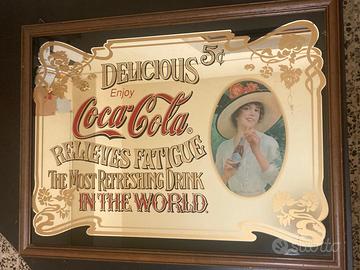 DELICIOUS 5¢
Enjoy
Coca-Cola®
RELIEVES FATIGUE
THE MOST REFRESHING DRINK
IN THE WORLD.
subito